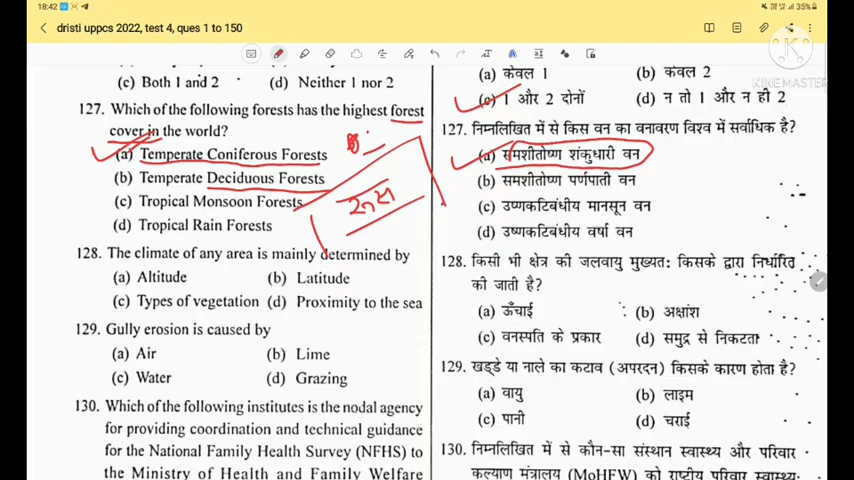 18:42
35%
dristi uppcs 2022, test 4, ques 1 to 150
KINEMASTER
(c) Both 1 and 2 (d) Neither 1 nor 2
127. Which of the following forests has the highest forest
cover in the world?
(a) Temperate Coniferous Forests
(b) Temperate Deciduous Forests
(c) Tropical Monsoon Forests
(d) Tropical Rain Forests
128. The climate of any area is mainly determined by
(a) Altitude (b) Latitude
(c) Types of vegetation (d) Proximity to the sea
129. Gully erosion is caused by
(a) Air (b) Lime
(c) Water (d) Grazing
130. Which of the following institutes is the nodal agency
for providing coordination and technical guidance
for the National Family Health Survey (NFHS) to
the Ministry of Health and Family Welfare
(a) केवल 1 (b) केवल 2
(c) 1 और 2 दोनों (d) न तो 1 और न ही 2
127. निम्नलिखित में से किस वन का वनावरण विश्व में सर्वाधिक है?
(a) समशीतोष्ण शंकुधारी वन
(b) समशीतोष्ण पर्णपाती वन
(c) उष्णकटिबंधीय मानसून वन
(d) उष्णकटिबंधीय वर्षा वन
128. किसी भी क्षेत्र की जलवायु मुख्यतः किसके द्वारा निर्धारित
की जाती है?
(a) ऊँचाई (b) अक्षांश
(c) वनस्पति के प्रकार (d) समुद्र से निकटता
129. खड्डे या नाले का कटाव (अपरदन) किसके कारण होता है?
(a) वायु (b) लाइम
(c) पानी (d) चराई
130. निम्नलिखित में से कौन-सा संस्थान स्वास्थ्य और परिवार
कल्याण मंत्रालय (MoHFW) को राष्ट्रीय परिवार स्वास्थ्य